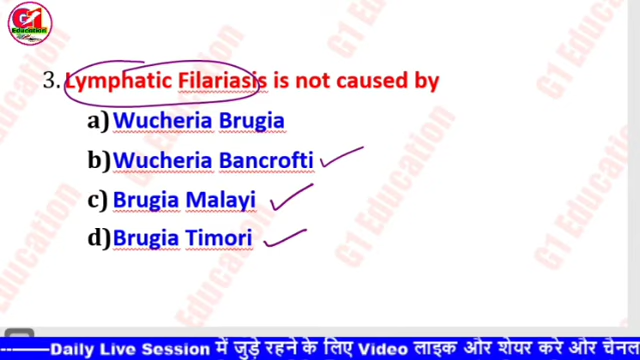 G1
Education
3. Lymphatic Filariasis is not caused by
a) Wucheria Brugia
b) Wucheria Bancrofti
c) Brugia Malayi
d) Brugia Timori
G1 Education
G1 Education
G1 Education
Education
Education
-------Daily Live Session में जुड़े रहने के लिए Video लाइक और शेयर करे और चैनल